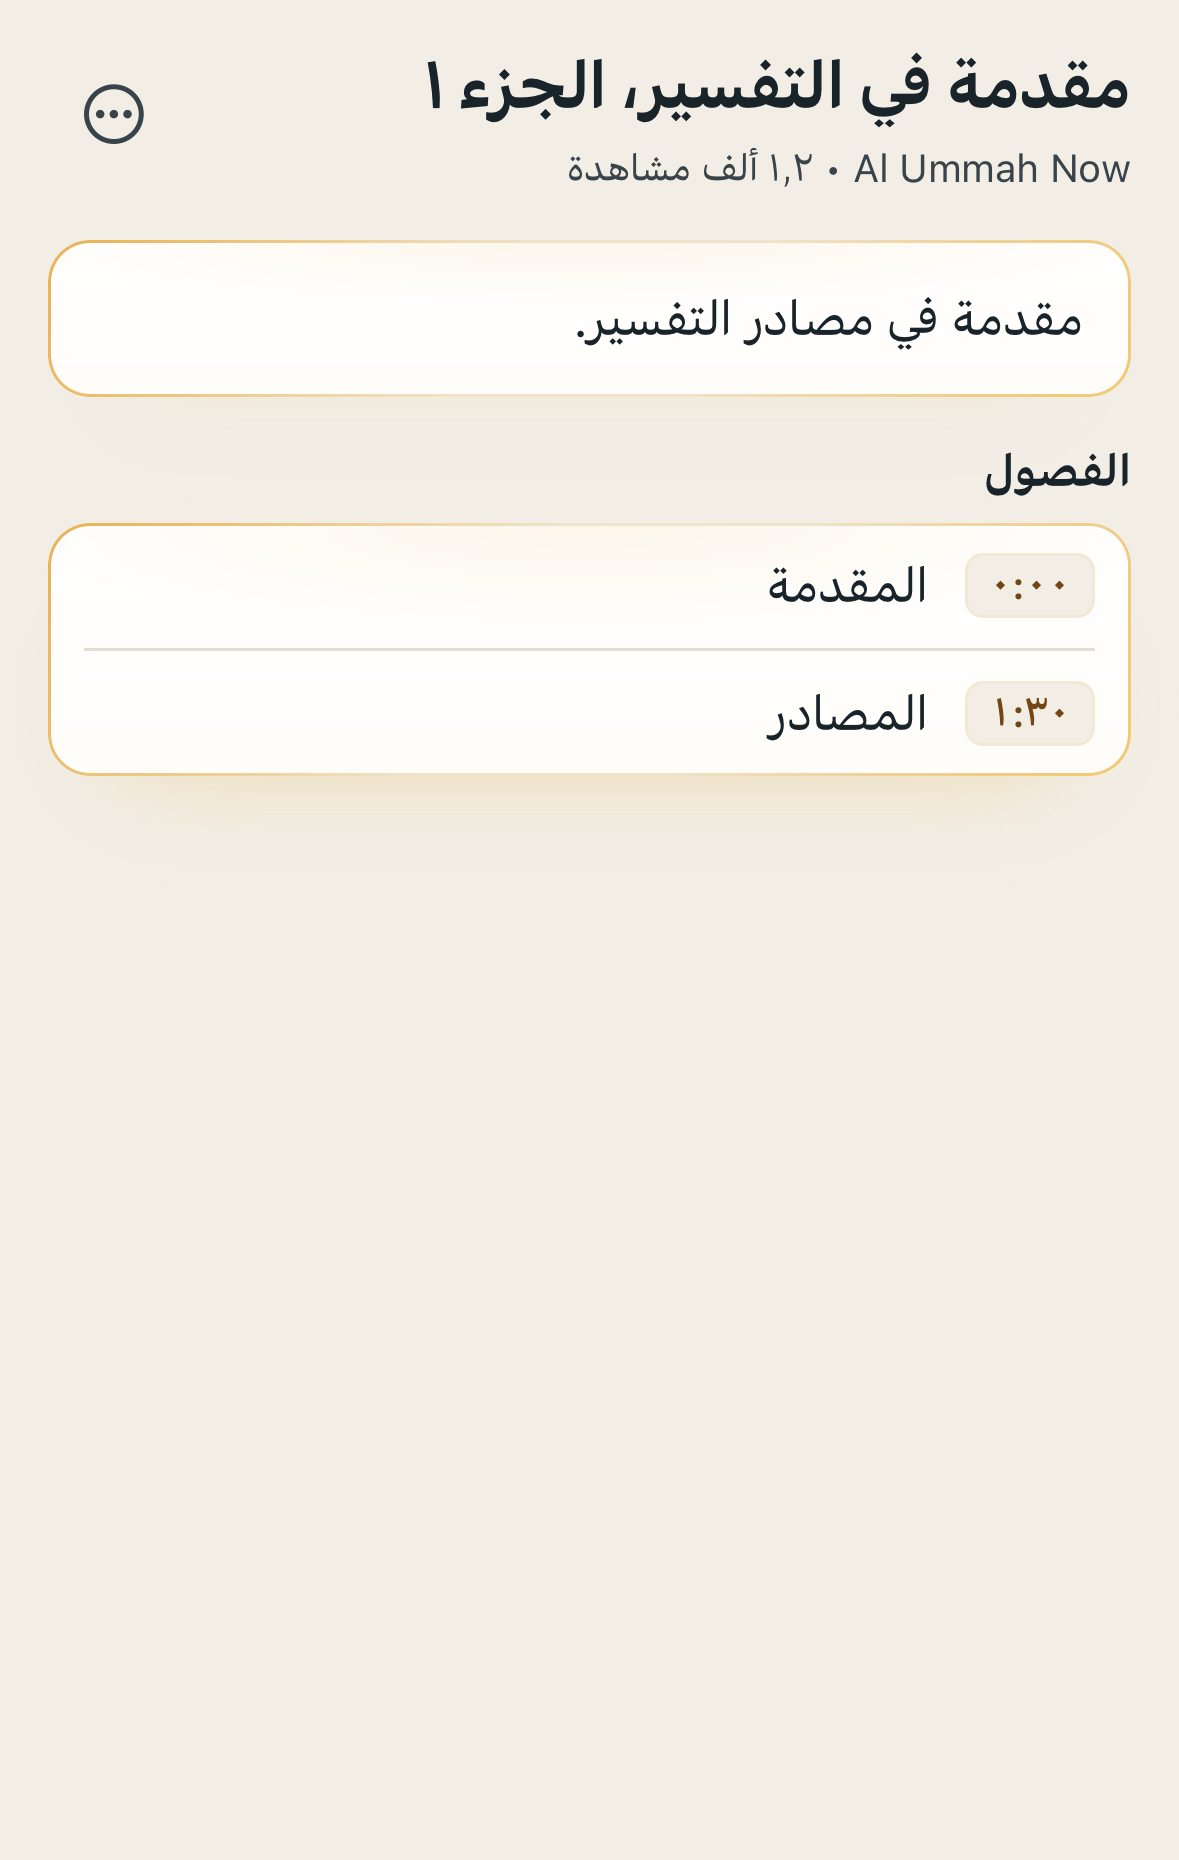 مقدمة في التفسير، الجزء ١
Al Ummah Now • ١,٢ ألف مشاهدة
مقدمة في مصادر التفسير.
الفصول
٠:٠٠ المقدمة
١:٣٠ المصادر